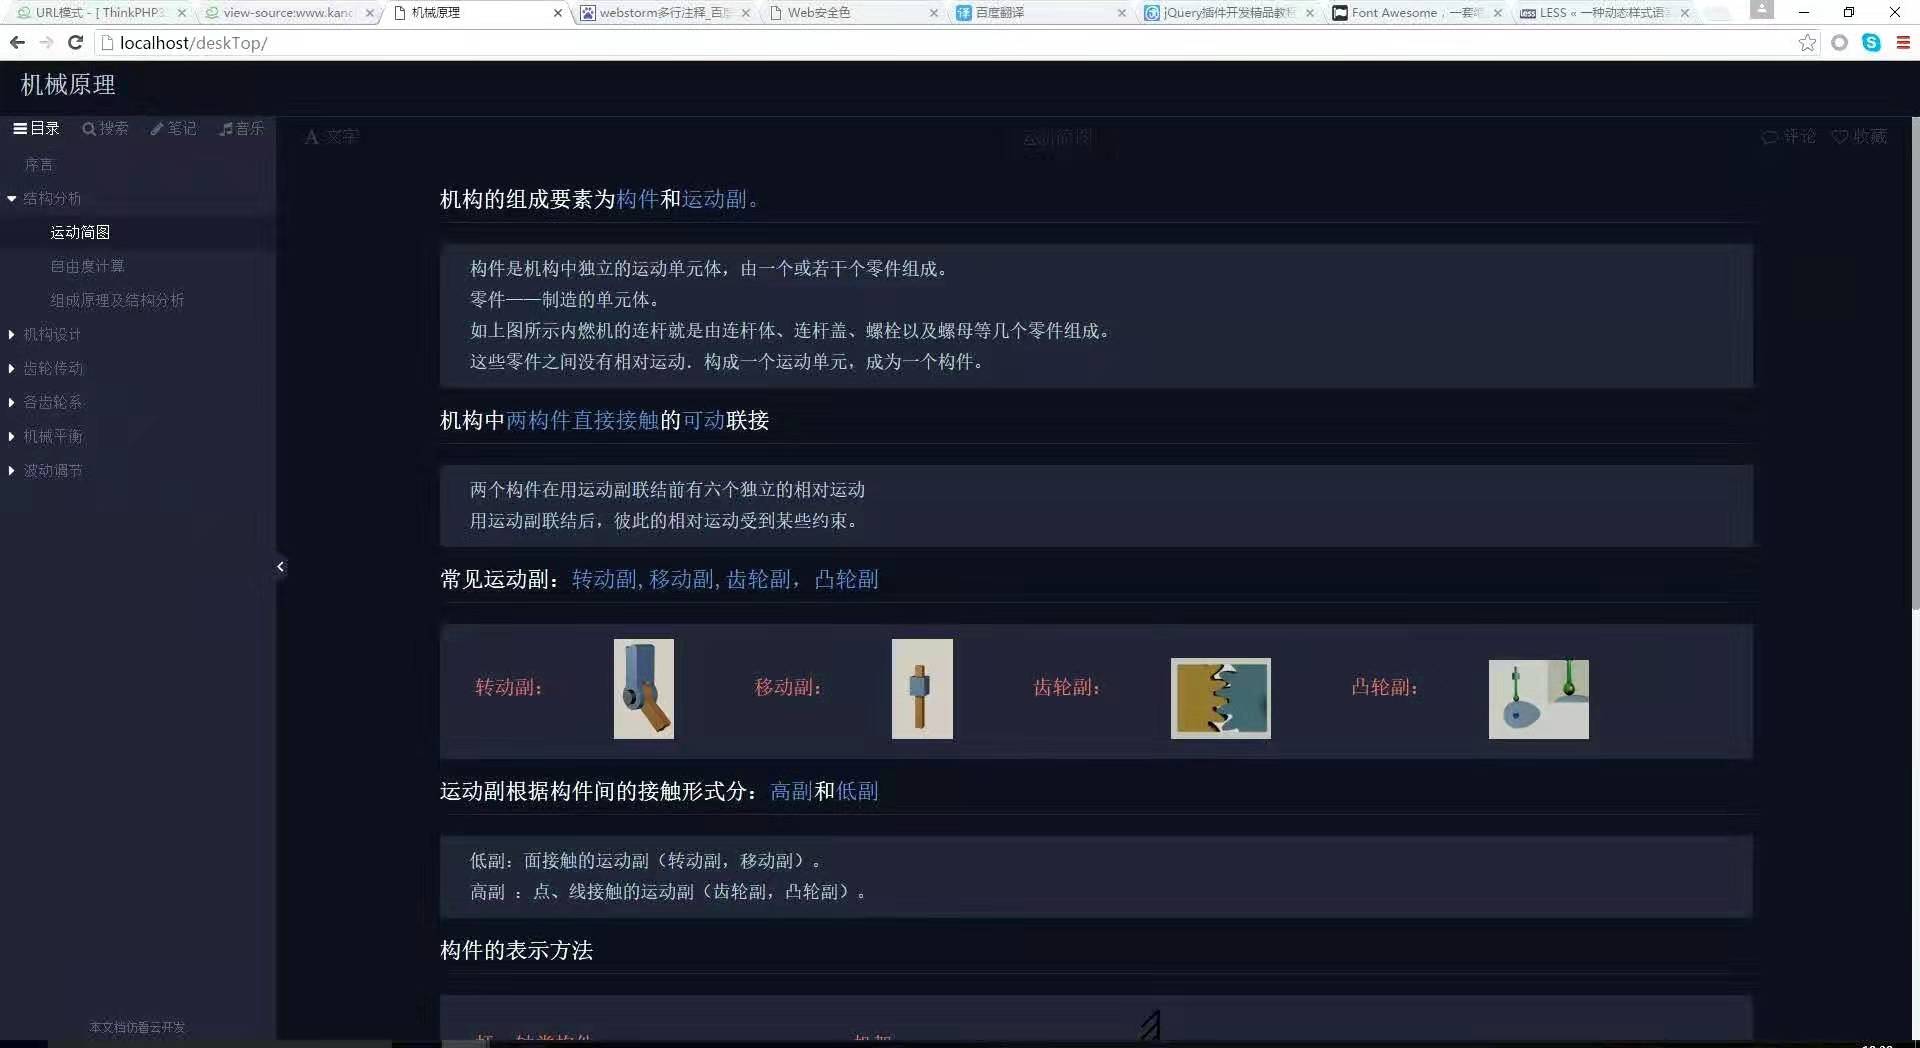 URL模式 - [ ThinkPHP3.
view-source:www.kanc
机械原理
webstorm多行注释_百度
Web安全色
百度翻译
jQuery插件开发精品教程
Font Awesome，一套绝
LESS « 一种动态样式语言
localhost/deskTop/
机械原理
目录 搜索 笔记 音乐
A 文字
运动简图
评论 收藏
序言
结构分析
运动简图
自由度计算
组成原理及结构分析
机构设计
齿轮传动
各齿轮系
机械平衡
波动调节
本文档仿看云开发
机构的组成要素为构件和运动副。
构件是机构中独立的运动单元体，由一个或若干个零件组成。
零件——制造的单元体。
如上图所示内燃机的连杆就是由连杆体、连杆盖、螺栓以及螺母等几个零件组成。
这些零件之间没有相对运动．构成一个运动单元，成为一个构件。
机构中两构件直接接触的可动联接
两个构件在用运动副联结前有六个独立的相对运动
用运动副联结后，彼此的相对运动受到某些约束。
常见运动副：转动副,移动副,齿轮副，凸轮副
转动副： 移动副： 齿轮副： 凸轮副：
运动副根据构件间的接触形式分：高副和低副
低副：面接触的运动副（转动副，移动副）。
高副 ：点、线接触的运动副（齿轮副，凸轮副）。
构件的表示方法